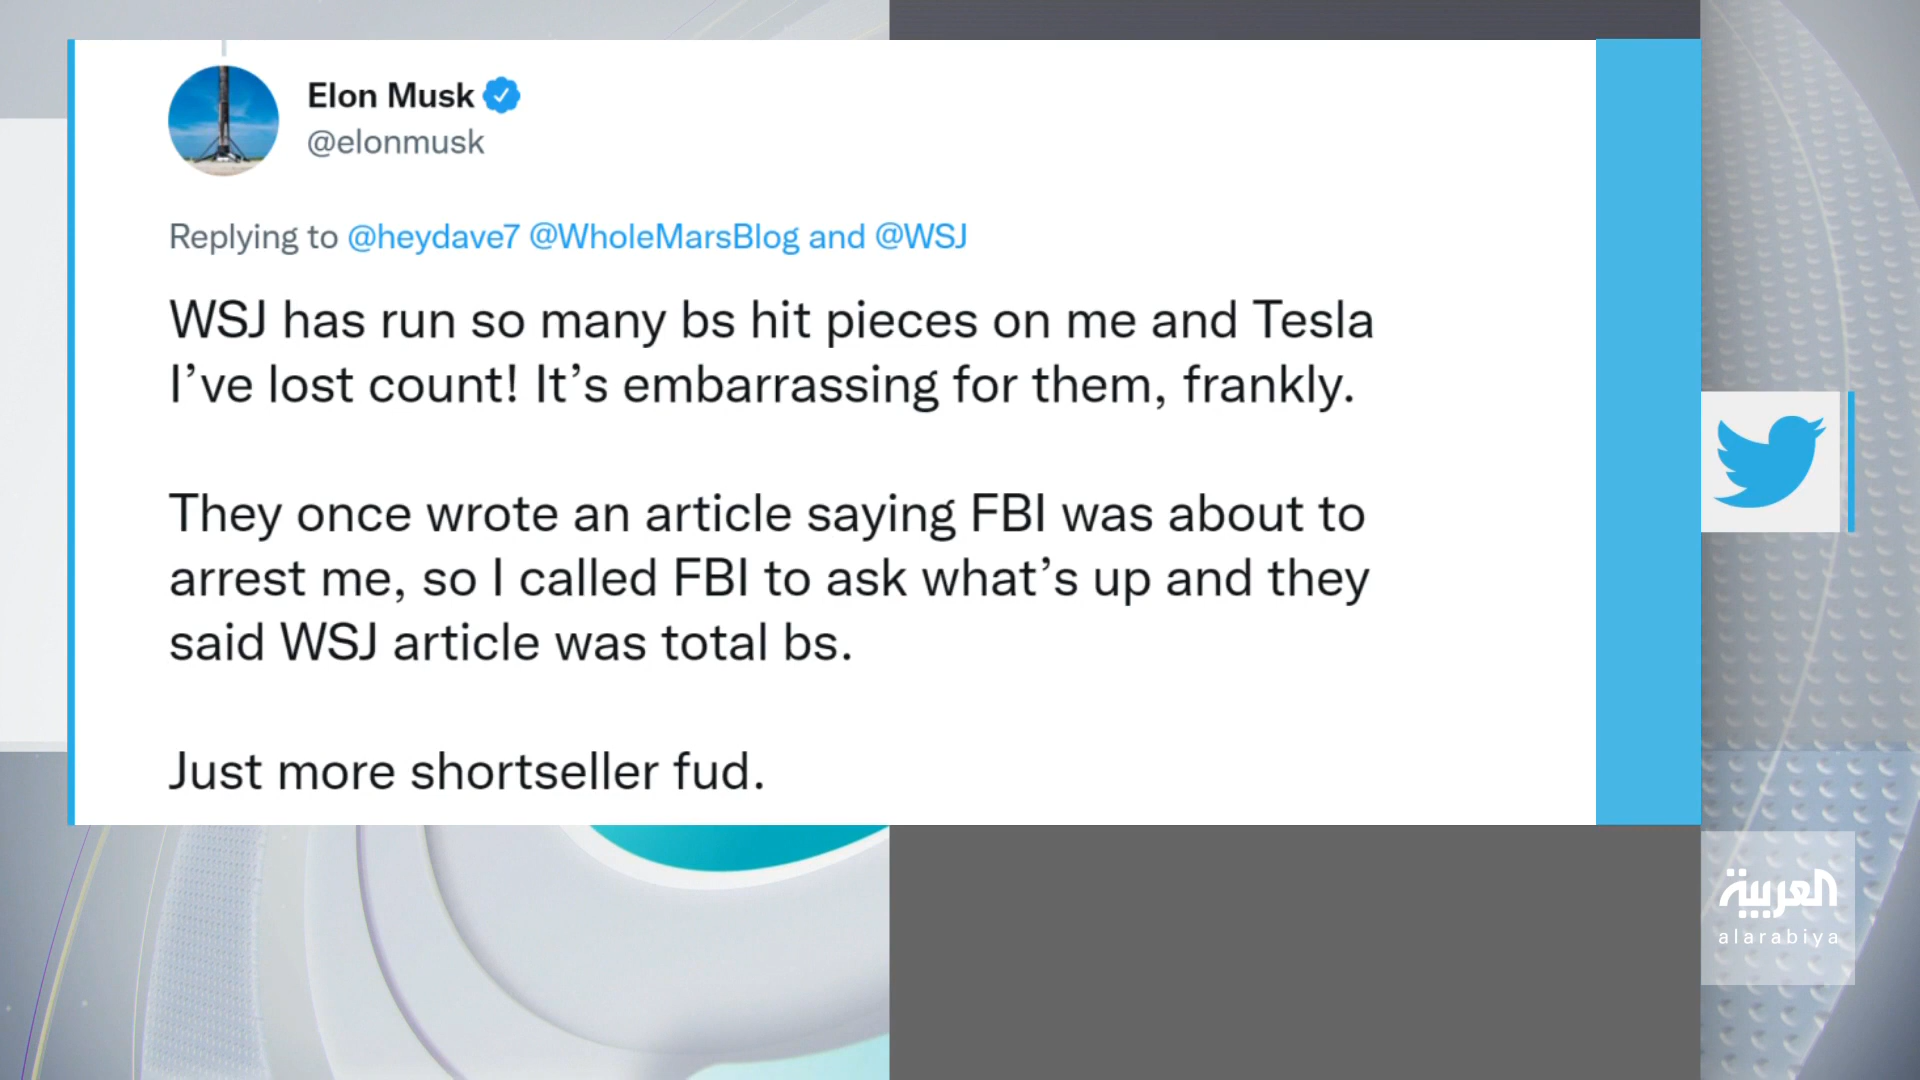 Elon Musk
@elonmusk
Replying to @heydave7 @WholeMarsBlog and @WSJ
WSJ has run so many bs hit pieces on me and Tesla
I’ve lost count! It’s embarrassing for them, frankly.
They once wrote an article saying FBI was about to
arrest me, so I called FBI to ask what’s up and they
said WSJ article was total bs.
Just more shortseller fud.
العربية
alarabiya